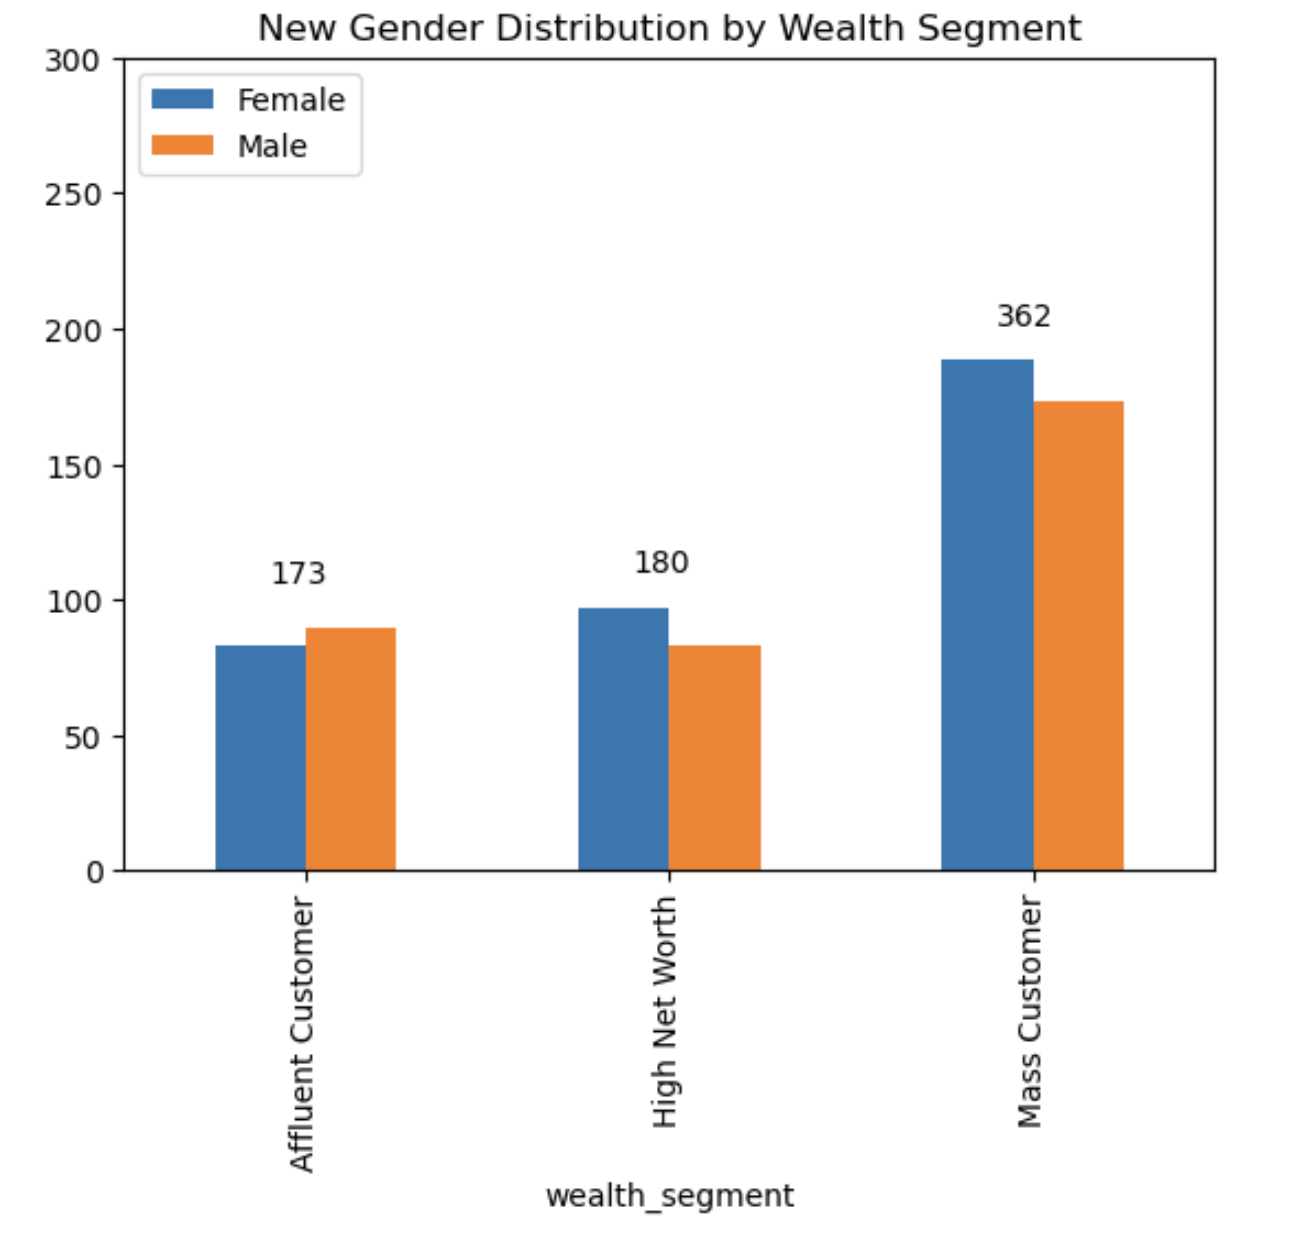 New Gender Distribution by Wealth Segment
300
250
200
150
100
50
0
Female
Male
173
180
362
Affluent Customer
High Net Worth
Mass Customer
wealth_segment